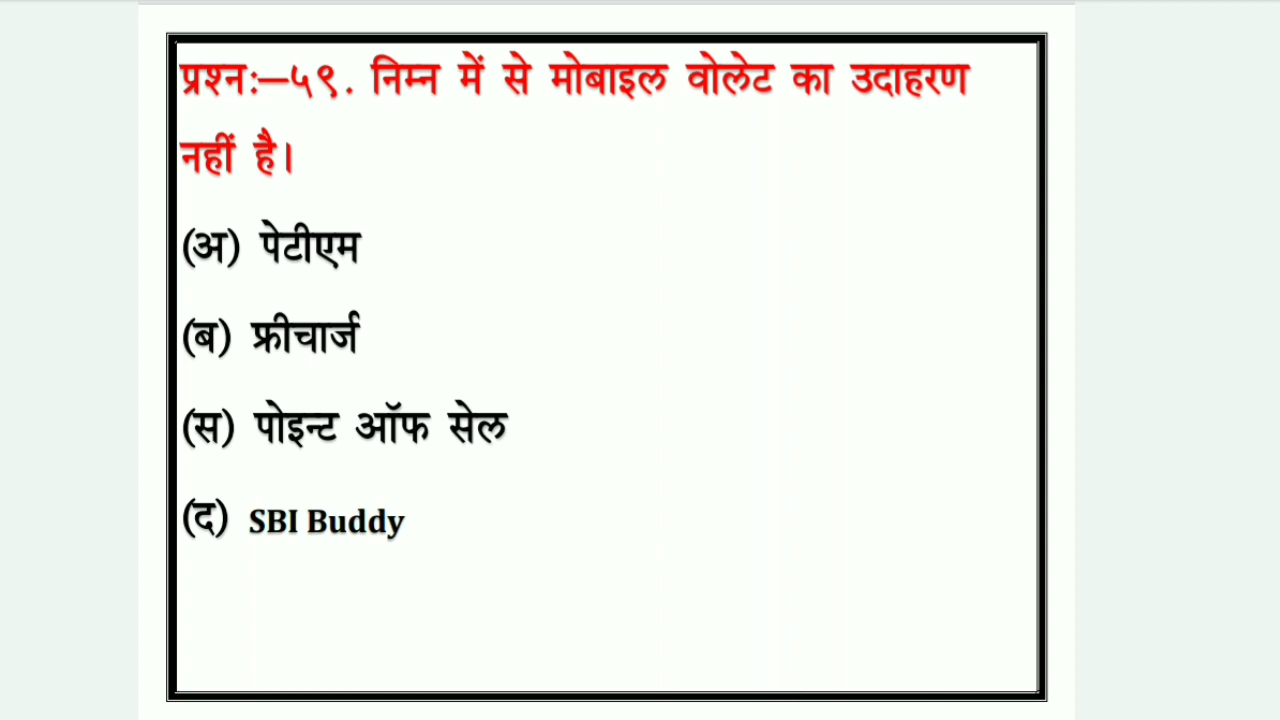 प्रश्न:–५९. निम्न में से मोबाइल वोलेट का उदाहरण
नहीं है।
(अ) पेटीएम
(ब) फ्रीचार्ज
(स) पोइन्ट ऑफ सेल
(द) SBI Buddy